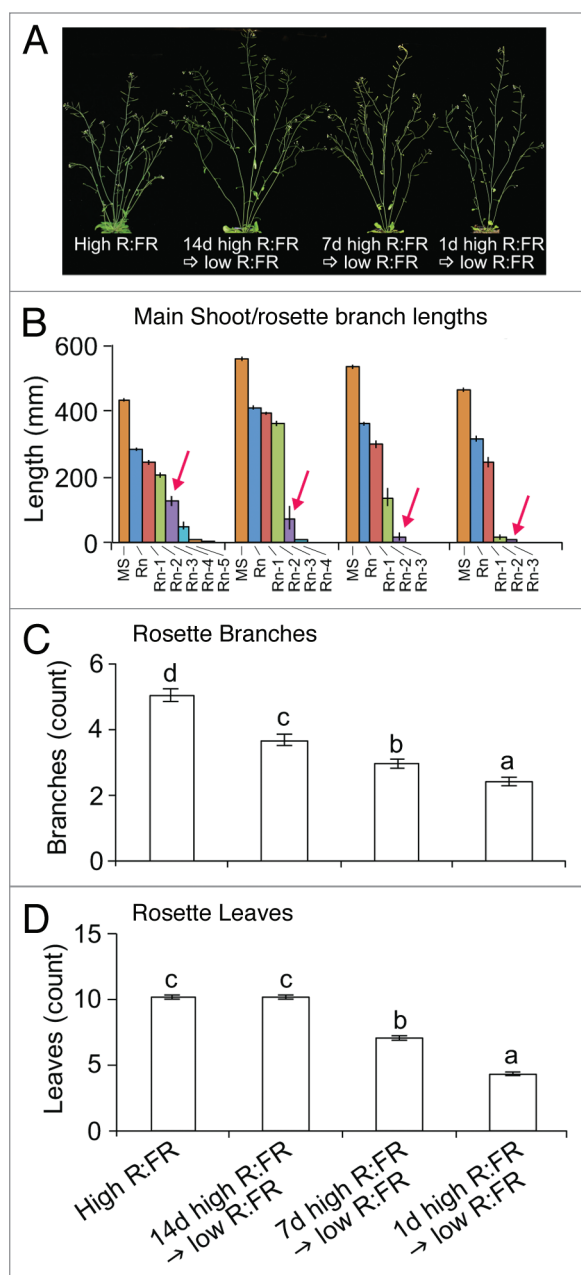 A
High R:FR
14d high R:FR
⇨ low R:FR
7d high R:FR
⇨ low R:FR
1d high R:FR
⇨ low R:FR
B
Main Shoot/rosette branch lengths
Length (mm)
600
400
200
0
MS
Rn
Rn-1
Rn-2
Rn-3
Rn-4
Rn-5
MS
Rn
Rn-1
Rn-2
Rn-3
Rn-4
MS
Rn
Rn-1
Rn-2
Rn-3
MS
Rn
Rn-1
Rn-2
Rn-3
C
Rosette Branches
Branches (count)
6
4
2
0
d
c
b
a
D
Rosette Leaves
Leaves (count)
15
10
5
0
c
c
b
a
High R:FR
14d high R:FR
→ low R:FR
7d high R:FR
→ low R:FR
1d high R:FR
→ low R:FR